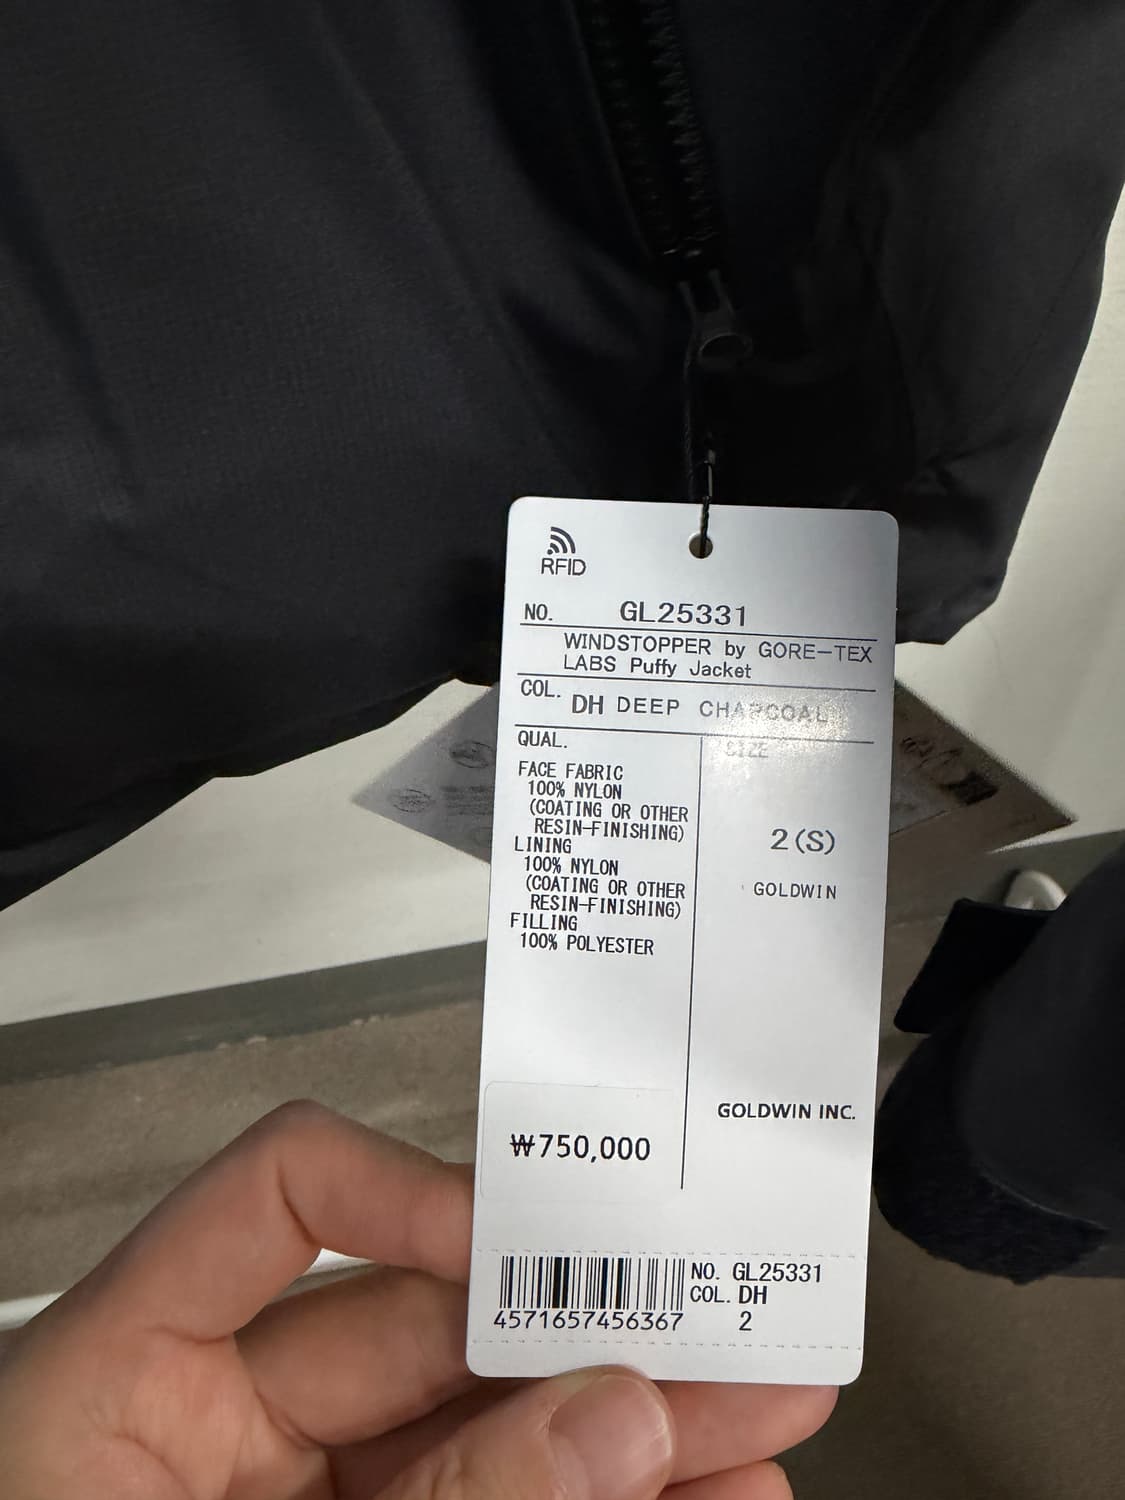 RFID
NO. GL25331
WINDSTOPPER by GORE-TEX
LABS Puffy Jacket
COL. DH DEEP CHARCOAL
QUAL.
SIZE
FACE FABRIC
100% NYLON
(COATING OR OTHER
RESIN-FINISHING)
LINING
100% NYLON
(COATING OR OTHER
RESIN-FINISHING)
FILLING
100% POLYESTER
2(S)
GOLDWIN
GOLDWIN INC.
₩750,000
NO. GL25331
COL. DH
2
4571657456367